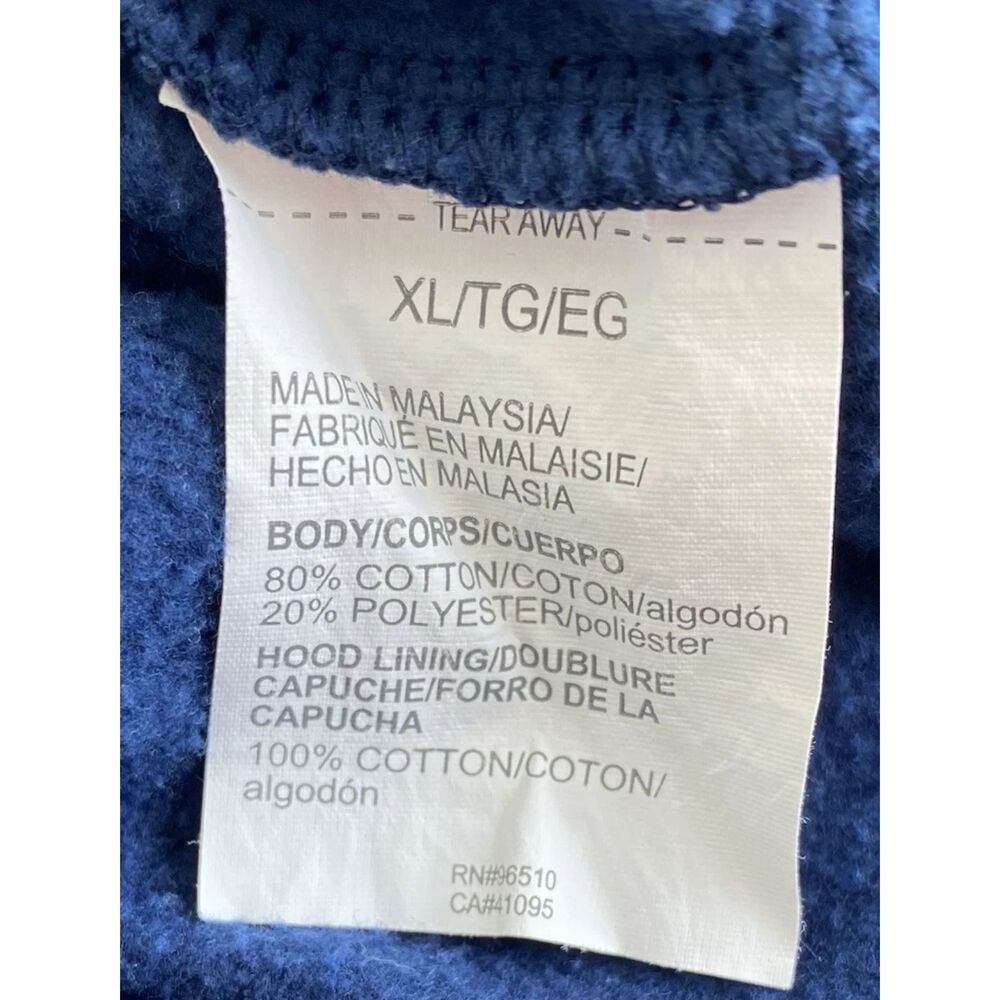 TEAR AWAY
XL/TG/EG
MADE IN MALAYSIA/
FABRIQUÉ EN MALAISIE/
HECHO EN MALASIA
BODY/CORPS/CUERPO
80% COTTON/COTON/algodón
20% POLYESTER/poliéster
HOOD LINING/DOUBLURE
CAPUCHE/FORRO DE LA
CAPUCHA
100% COTTON/COTON/
algodón
RN#96510
CA#41095